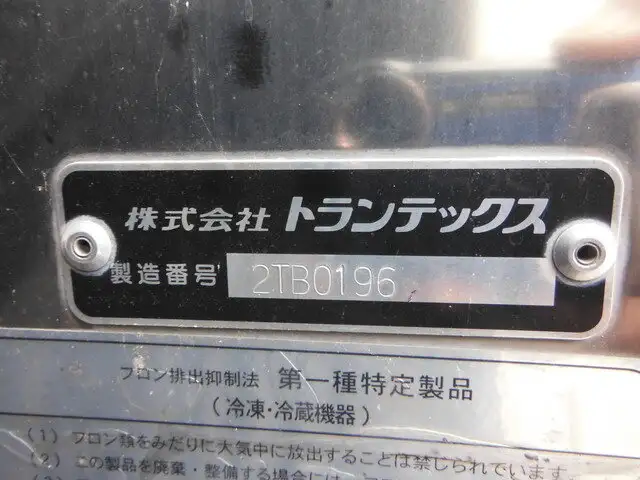 株式会社 トランテックス
製造番号 2TB0196
フロン排出抑制法 第一種特定製品
(冷凍・冷蔵機器)
(1) フロン類をみだりに大気中に放出することは禁じられています。
(2) この製品を廃棄・整備する場合には、